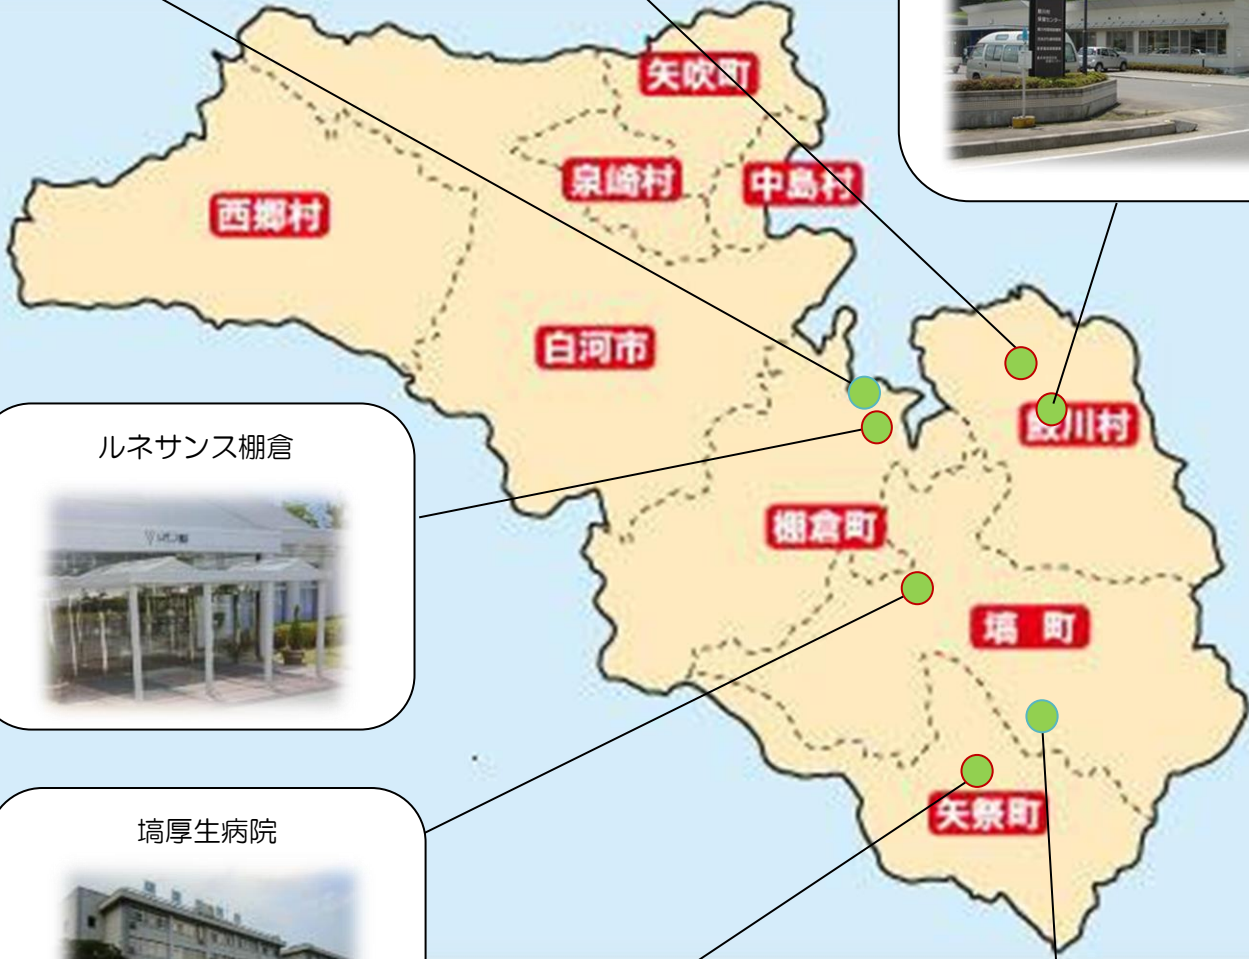 矢吹町
泉崎村
中島村
西郷村
白河市
鮫川村
ルネサンス棚倉
棚倉町
塙 町
矢祭町
塙厚生病院